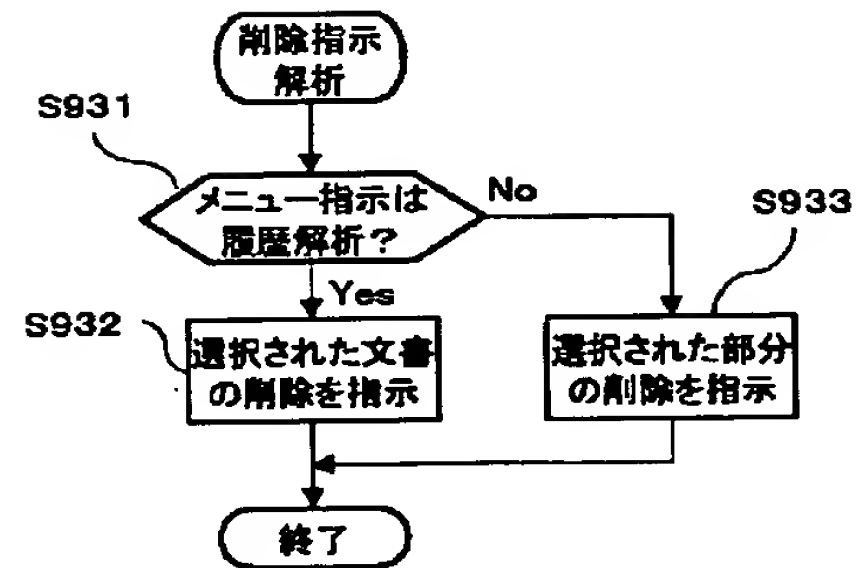 削除指示
解析
S931
メニュー指示は
履歴解析？
No
S933
Yes
S932
選択された文書
の削除を指示
選択された部分
の削除を指示
終了